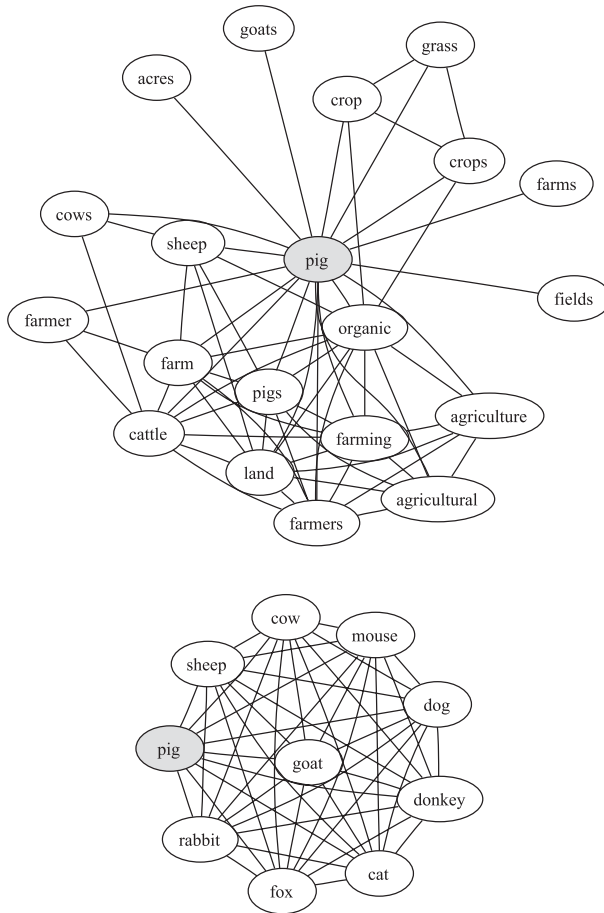 goats
grass
acres
crop
crops
farms
cows
sheep
pig
fields
farmer
organic
farm
pigs
agriculture
cattle
farming
land
agricultural
farmers
cow
mouse
sheep
dog
pig
goat
donkey
rabbit
cat
fox